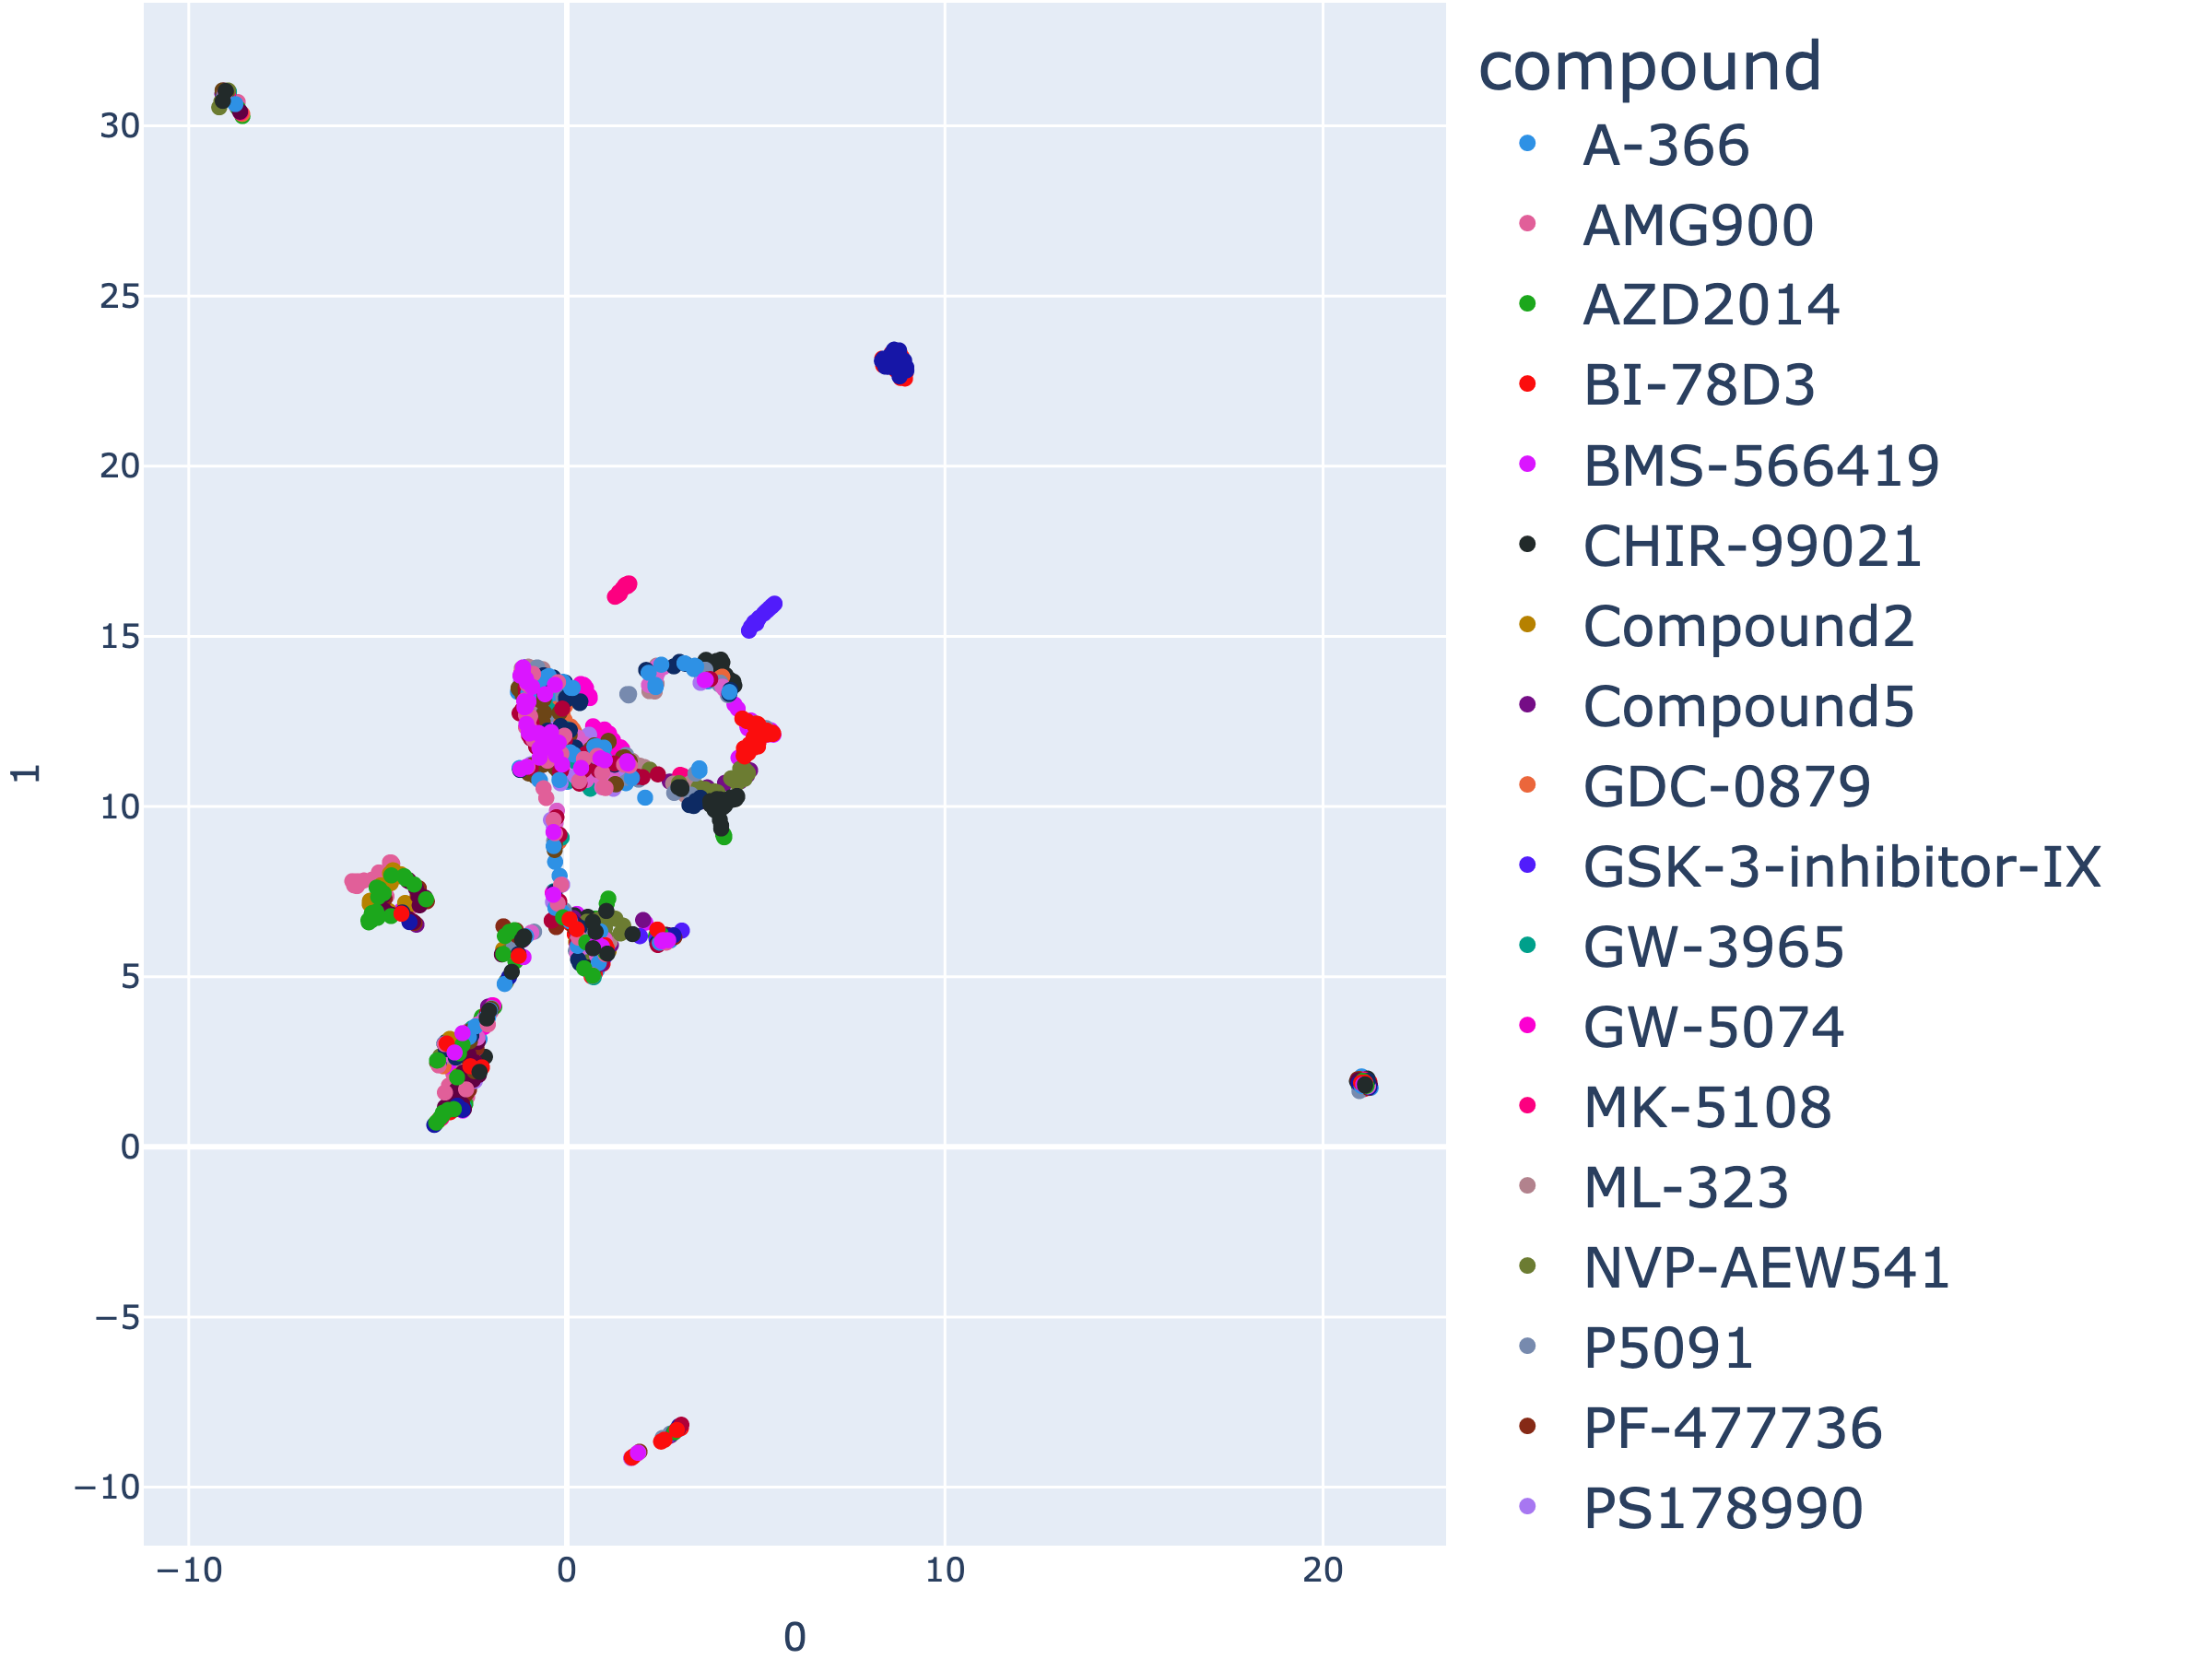 compound
A-366
AMG900
AZD2014
BI-78D3
BMS-566419
CHIR-99021
Compound2
Compound5
GDC-0879
GSK-3-inhibitor-IX
GW-3965
GW-5074
MK-5108
ML-323
NVP-AEW541
P5091
PF-477736
PS178990
30
25
20
15
10
5
0
−5
−10
1
−10
0
10
20
0